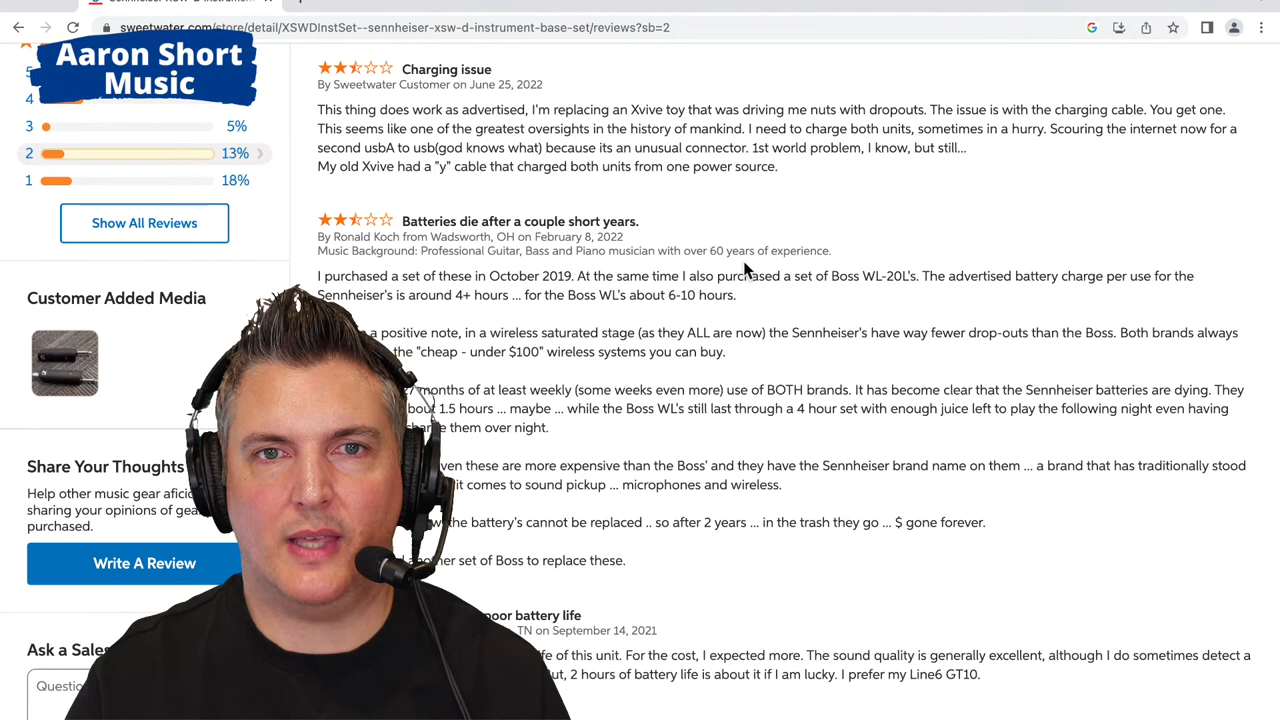 sweetwater.com/store/detail/XSWDInstSet--sennheiser-xsw-d-instrument-base-set/reviews?sb=2
Aaron Short
Music
4
3 5%
2 13%
1 18%
Show All Reviews
Customer Added Media
Share Your Thoughts
Help other music gear
sharing your opinions of
purchased.
Write A Review
Ask a
Charging issue
By Sweetwater Customer on June 25, 2022
This thing does work as advertised, I'm replacing an Xvive toy that was driving me nuts with dropouts. The issue is with the charging cable. You get one.
This seems like one of the greatest oversights in the history of mankind. I need to charge both units, sometimes in a hurry. Scouring the internet now for a
second usbA to usb(god knows what) because its an unusual connector. 1st world problem, I know, but still...
My old Xvive had a "y" cable that charged both units from one power source.
Batteries die after a couple short years.
By Ronald Koch from Wadsworth, OH on February 8, 2022
Music Background: Professional Guitar, Bass and Piano musician with over 60 years of experience.
I purchased a set of these in October 2019. At the same time I also purchased a set of Boss WL-20L's. The advertised battery charge per use for the
Sennheiser's is around 4+ hours ... for the Boss WL's about 6-10 hours.
a positive note, in a wireless saturated stage (as they ALL are now) the Sennheiser's have way fewer drop-outs than the Boss. Both brands always
the "cheap - under $100" wireless systems you can buy.
months of at least weekly (some weeks even more) use of BOTH brands. It has become clear that the Sennheiser batteries are dying. They
about 1.5 hours ... maybe ... while the Boss WL's still last through a 4 hour set with enough juice left to play the following night even having
them over night.
these are more expensive than the Boss' and they have the Sennheiser brand name on them ... a brand that has traditionally stood
it comes to sound pickup ... microphones and wireless.
the battery's cannot be replaced .. so after 2 years ... in the trash they go ... $ gone forever.
another set of Boss to replace these.
poor battery life
TN on September 14, 2021
of this unit. For the cost, I expected more. The sound quality is generally excellent, although I do sometimes detect a
2 hours of battery life is about it if I am lucky. I prefer my Line6 GT10.